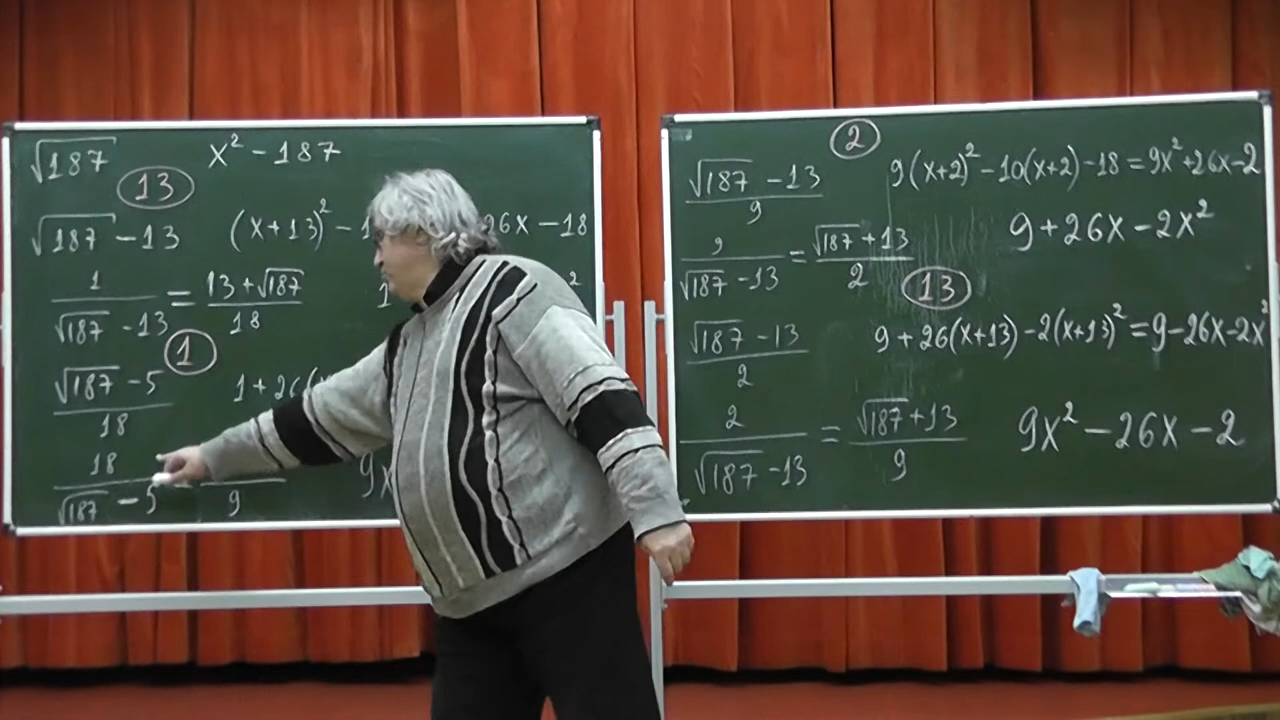 √187 x² − 187
13
√187 − 13 (x+13)² − 1 26x − 18
1/(√187 − 13) = (13 + √187)/18 1 2
1
(√187 − 5)/18 1 + 26(
18/(√187 − 5) /9 9x
2
(√187 − 13)/9 9(x+2)² − 10(x+2) − 18 = 9x² + 26x − 2
9/(√187 − 13) = (√187 + 13)/2 9 + 26x − 2x²
13
(√187 − 13)/2 9 + 26(x+13) − 2(x+13)² = 9 − 26x − 2x²
2/(√187 − 13) = (√187 + 13)/9 9x² − 26x − 2